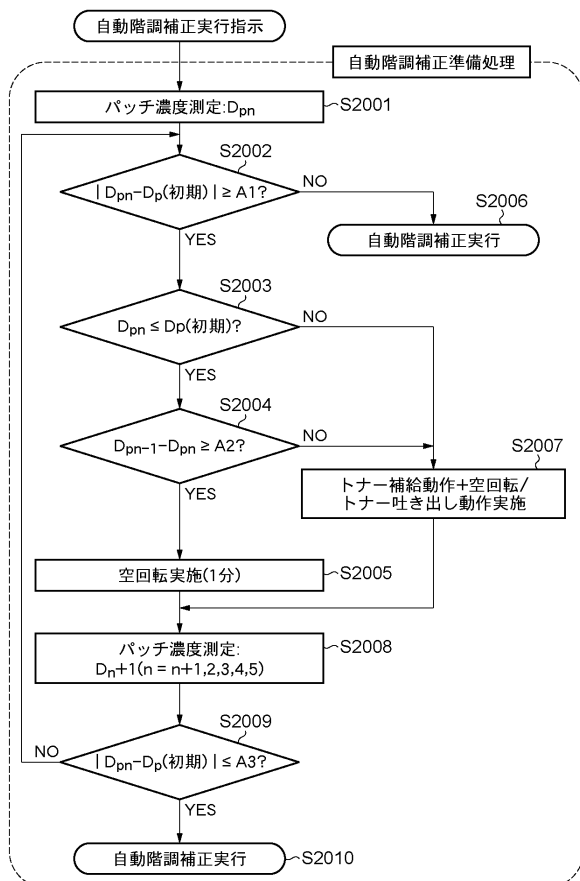 自動階調補正実行指示
自動階調補正準備処理
パッチ濃度測定:Dpn
S2001
S2002
| Dpn−Dp(初期) | ≥ A1?
NO
YES
S2006
自動階調補正実行
S2003
Dpn ≤ Dp(初期)?
NO
YES
S2004
Dpn-1−Dpn ≥ A2?
NO
YES
S2007
トナー補給動作+空回転/
トナー吐き出し動作実施
空回転実施(1分)
S2005
パッチ濃度測定:
Dn+1(n = n+1,2,3,4,5)
S2008
S2009
NO
| Dpn−Dp(初期) | ≤ A3?
YES
自動階調補正実行
S2010